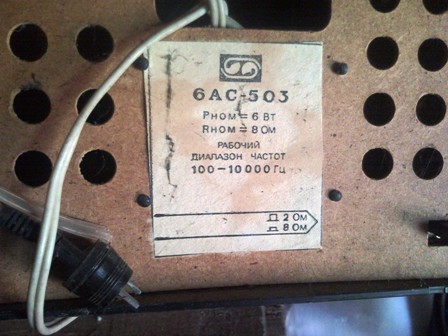 6АС-503
Рном = 6 Вт
Rном = 8 Ом
РАБОЧИЙ
ДИАПАЗОН ЧАСТОТ
100-10000 Гц
2 Ом
8 Ом